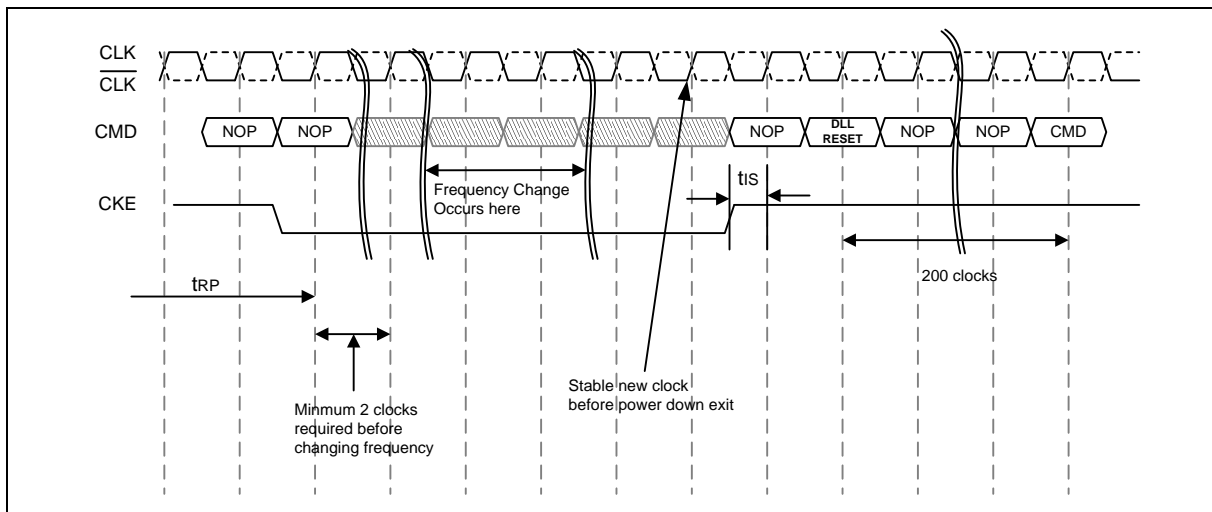 CLK
CLK
CMD
NOP
NOP
NOP
DLL
RESET
NOP
NOP
CMD
tIS
Frequency Change
Occurs here
CKE
200 clocks
tRP
Stable new clock
before power down exit
Minmum 2 clocks
required before
changing frequency